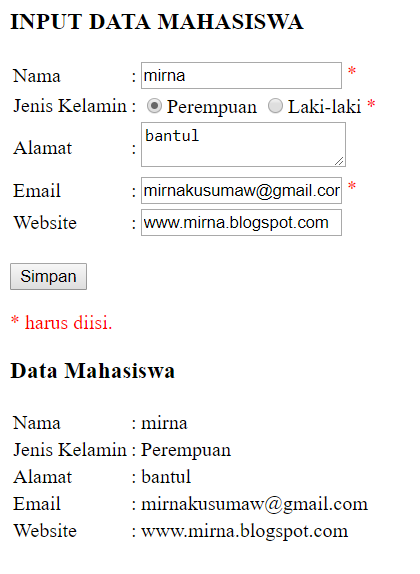 INPUT DATA MAHASISWA
Nama : mirna *
Jenis Kelamin : Perempuan Laki-laki *
Alamat : bantul
Email : mirnakusumaw@gmail.cor *
Website : www.mirna.blogspot.com
Simpan
* harus diisi.
Data Mahasiswa
Nama : mirna
Jenis Kelamin : Perempuan
Alamat : bantul
Email : mirnakusumaw@gmail.com
Website : www.mirna.blogspot.com